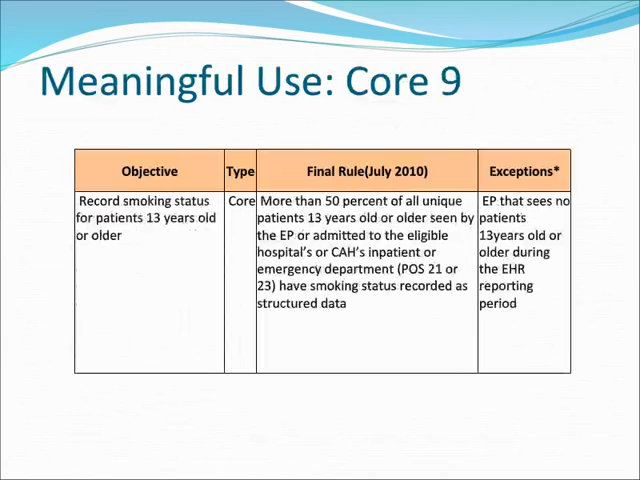 Meaningful Use: Core 9
Objective
Type
Final Rule(July 2010)
Exceptions*
Record smoking status
for patients 13 years old
or older
Core
More than 50 percent of all unique
patients 13 years old or older seen by
the EP or admitted to the eligible
hospital's or CAH's inpatient or
emergency department (POS 21 or
23) have smoking status recorded as
structured data
EP that sees no
patients
13years old or
older during
the EHR
reporting
period